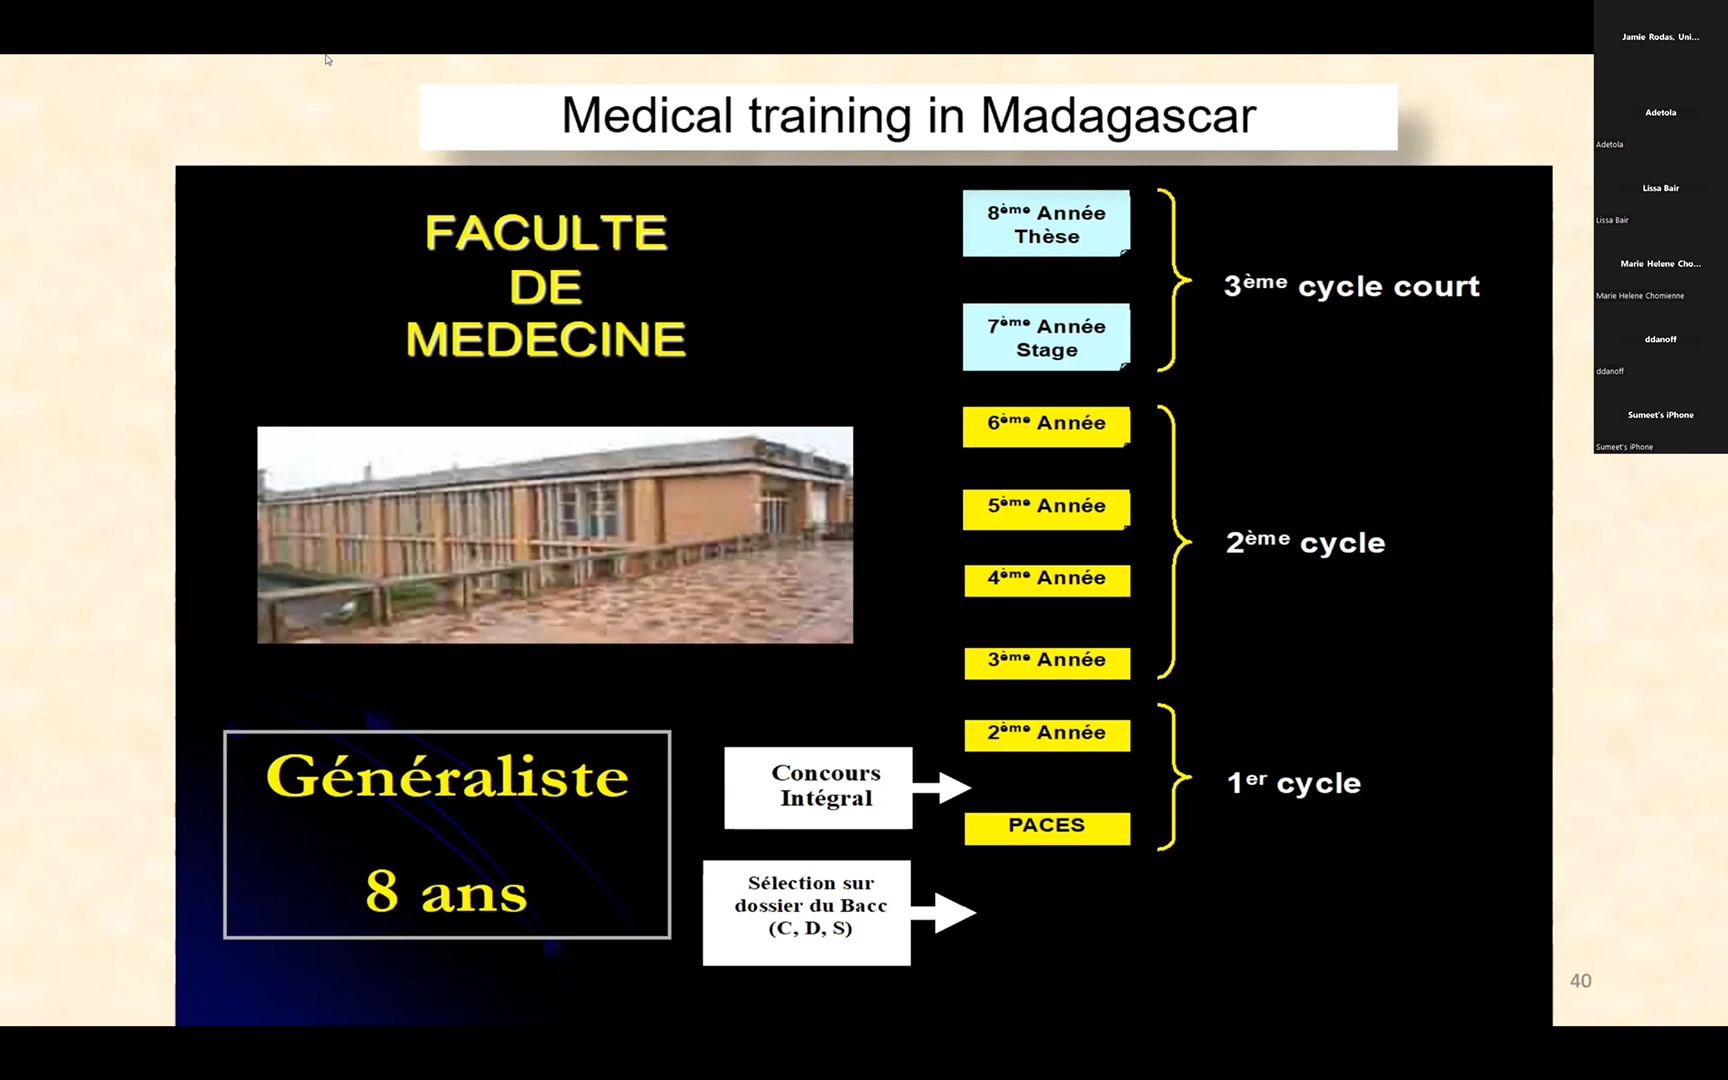 Medical training in Madagascar
FACULTE
DE
MEDECINE
8ème Année
Thèse
7ème Année
Stage
3ème cycle court
6ème Année
5ème Année
4ème Année
3ème Année
2ème cycle
2ème Année
PACES
1er cycle
Concours
Intégral
Sélection sur
dossier du Bacc
(C, D, S)
Généraliste
8 ans
40
Jamie Rodas, Uni...
Adetola
Adetola
Lissa Bair
Lissa Bair
Marie Helene Cho...
Marie Helene Chomienne
ddanoff
ddanoff
Sumeet's iPhone
Sumeet's iPhone